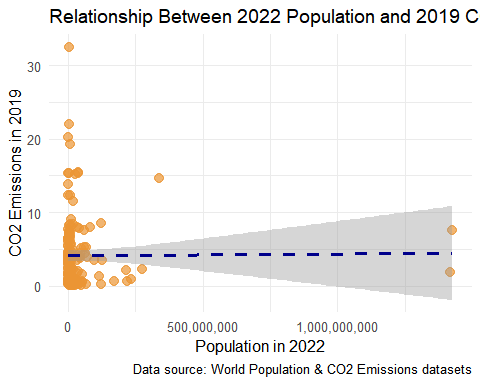 Relationship Between 2022 Population and 2019 C
CO2 Emissions in 2019
30
20
10
0
0
500,000,000
1,000,000,000
Population in 2022
Data source: World Population & CO2 Emissions datasets